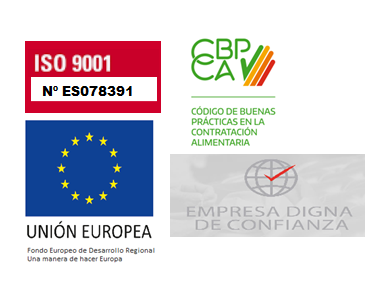 ISO 9001
Nº ES078391
UNIÓN EUROPEA
Fondo Europeo de Desarrollo Regional
Una manera de hacer Europa
CBP
CA
CÓDIGO DE BUENAS
PRÁCTICAS EN LA
CONTRATACIÓN
ALIMENTARIA
EMPRESA DIGNA
DE CONFIANZA